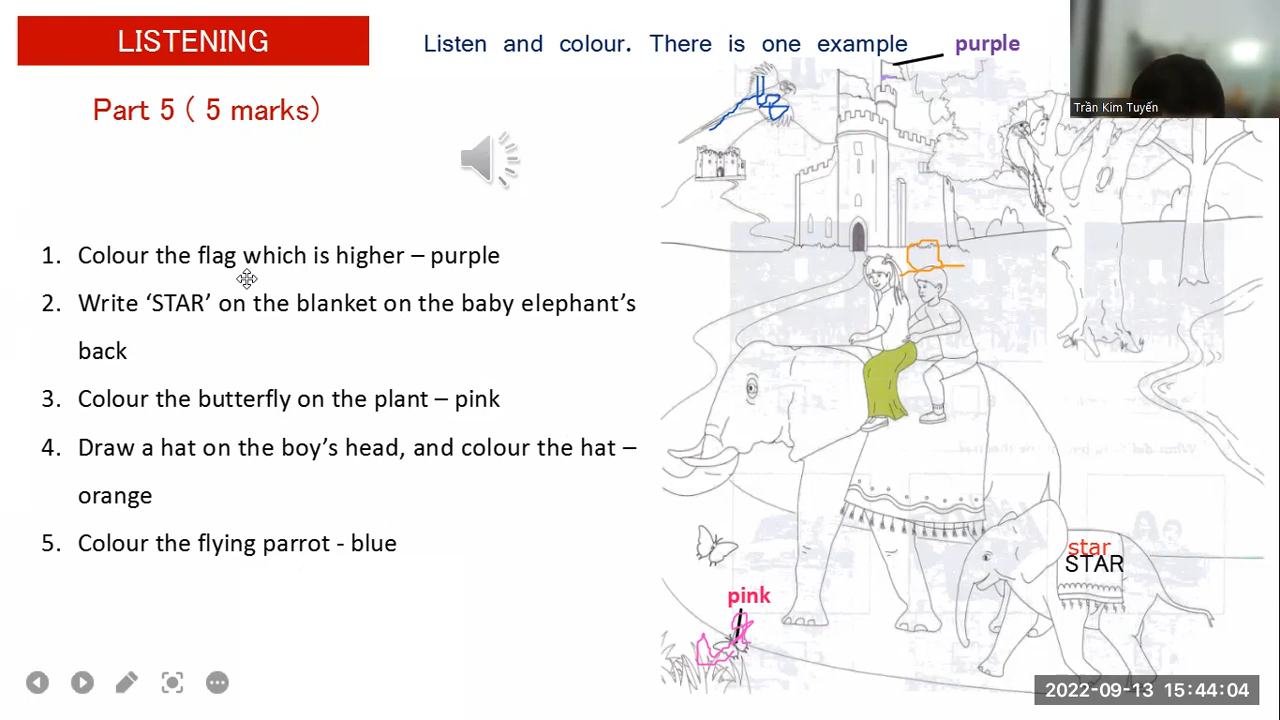 LISTENING
Listen and colour. There is one example
purple
Part 5 ( 5 marks)
Trần Kim Tuyến
1. Colour the flag which is higher – purple
2. Write ‘STAR’ on the blanket on the baby elephant’s
back
3. Colour the butterfly on the plant – pink
4. Draw a hat on the boy’s head, and colour the hat –
orange
5. Colour the flying parrot - blue
star
STAR
pink
2022-09-13 15:44:04